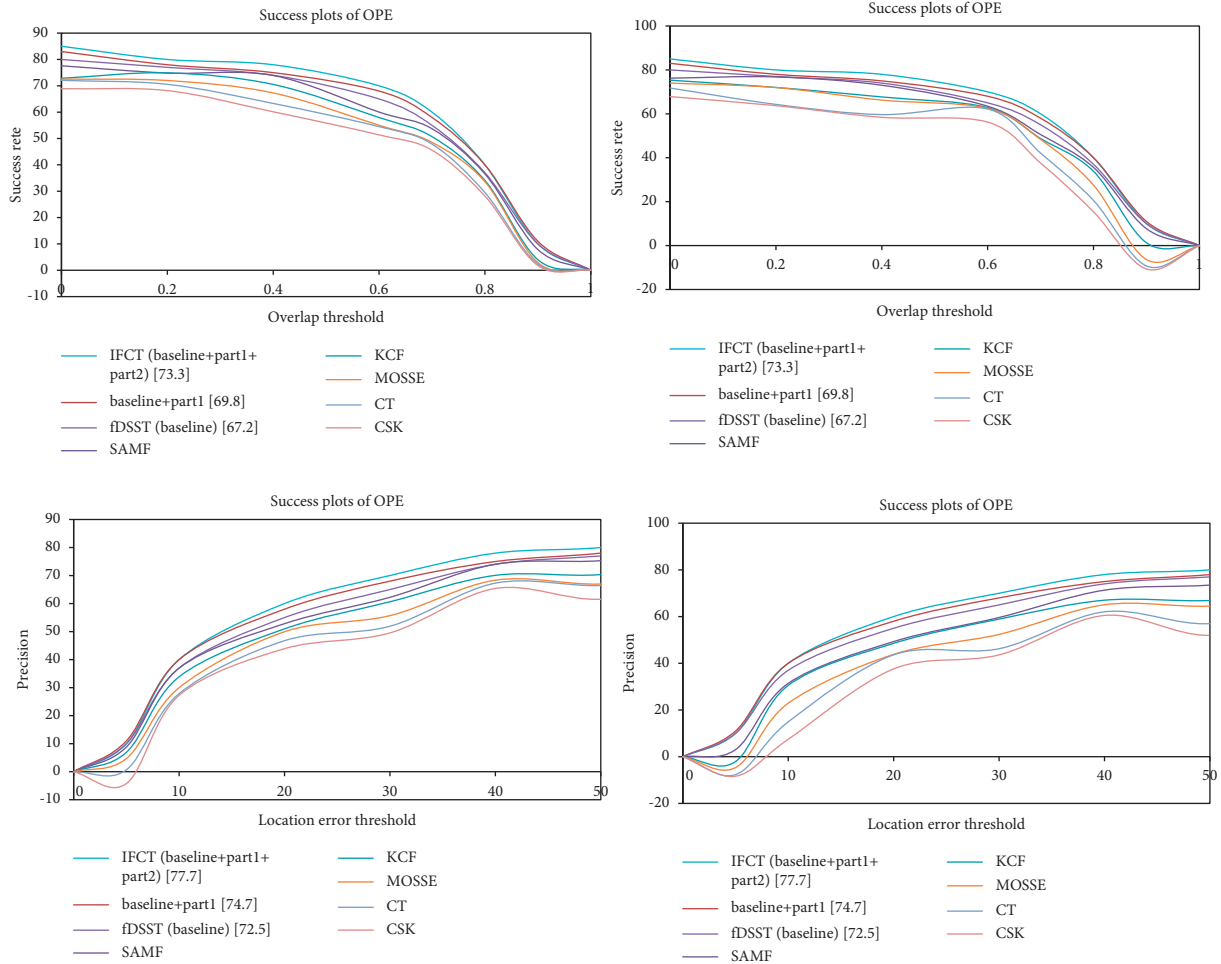 Success plots of OPE
90
80
70
60
50
40
30
20
10
0
-10
Success rete
0 0.2 0.4 0.6 0.8 1
Overlap threshold
IFCT (baseline+part1+
part2) [73.3]
baseline+part1 [69.8]
fDSST (baseline) [67.2]
SAMF
KCF
MOSSE
CT
CSK
Success plots of OPE
100
80
60
40
20
0
-20
Success rete
0 0.2 0.4 0.6 0.8 1
Overlap threshold
IFCT (baseline+part1+
part2) [73.3]
baseline+part1 [69.8]
fDSST (baseline) [67.2]
SAMF
KCF
MOSSE
CT
CSK
Success plots of OPE
90
80
70
60
50
40
30
20
10
0
-10
Precision
0 10 20 30 40 50
Location error threshold
IFCT (baseline+part1+
part2) [77.7]
baseline+part1 [74.7]
fDSST (baseline) [72.5]
SAMF
KCF
MOSSE
CT
CSK
Success plots of OPE
100
80
60
40
20
0
-20
Precision
0 10 20 30 40 50
Location error threshold
IFCT (baseline+part1+
part2) [77.7]
baseline+part1 [74.7]
fDSST (baseline) [72.5]
SAMF
KCF
MOSSE
CT
CSK